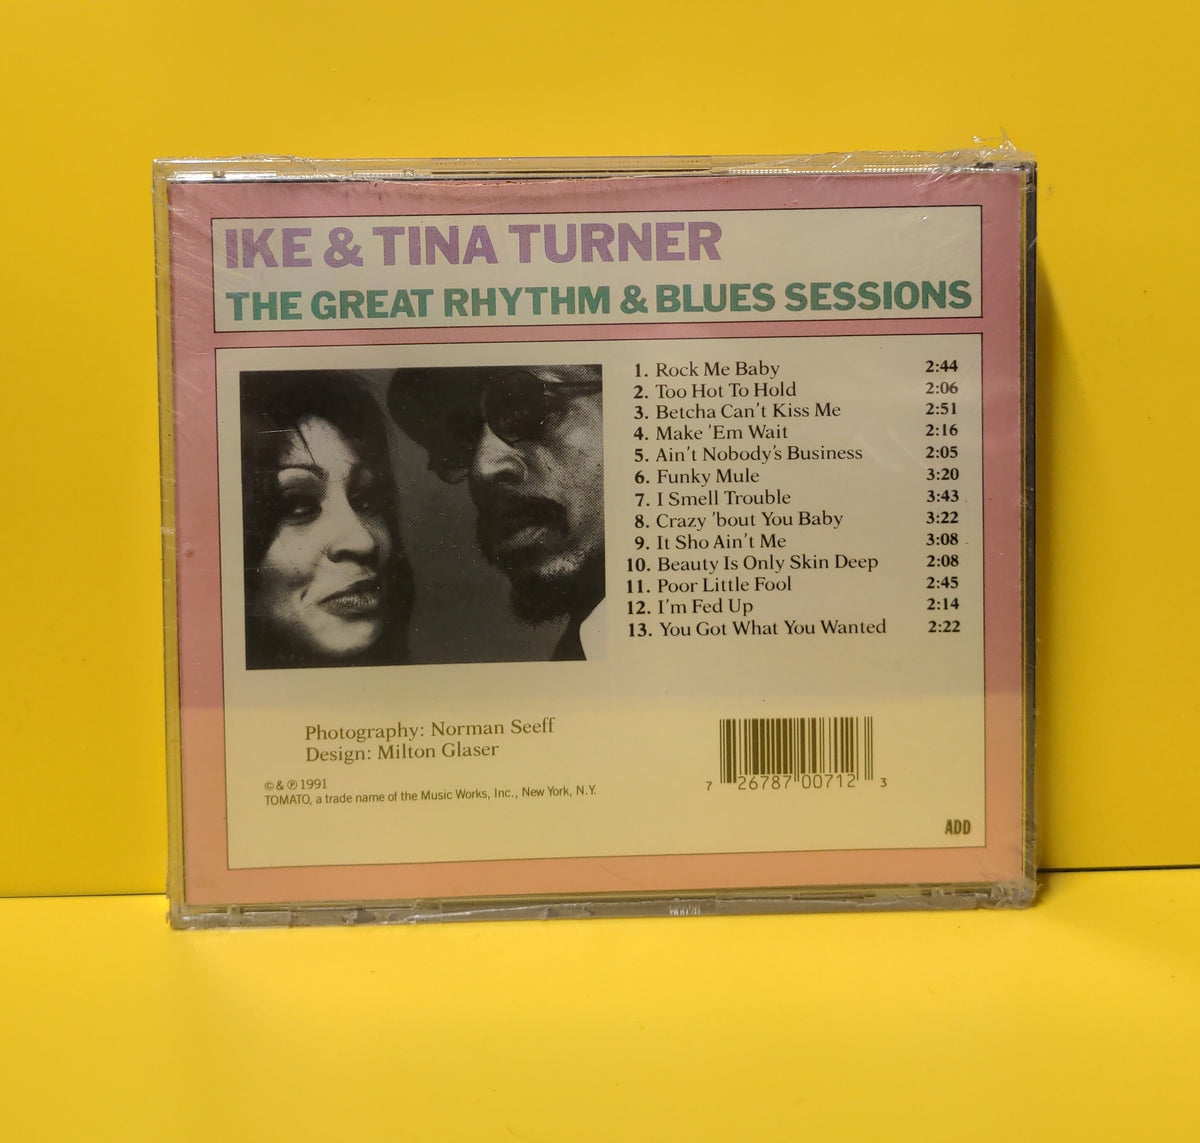 IKE & TINA TURNER
THE GREAT RHYTHM & BLUES SESSIONS
1. Rock Me Baby 2:44
2. Too Hot To Hold 2:06
3. Betcha Can't Kiss Me 2:51
4. Make 'Em Wait 2:16
5. Ain't Nobody's Business 2:05
6. Funky Mule 3:20
7. I Smell Trouble 3:43
8. Crazy 'bout You Baby 3:22
9. It Sho Ain't Me 3:08
10. Beauty Is Only Skin Deep 2:08
11. Poor Little Fool 2:45
12. I'm Fed Up 2:14
13. You Got What You Wanted 2:22
Photography: Norman Seeff
Design: Milton Glaser
© & ℗ 1991
TOMATO, a trade name of the Music Works, Inc., New York, N.Y.
7 26787 00712 3
ADD